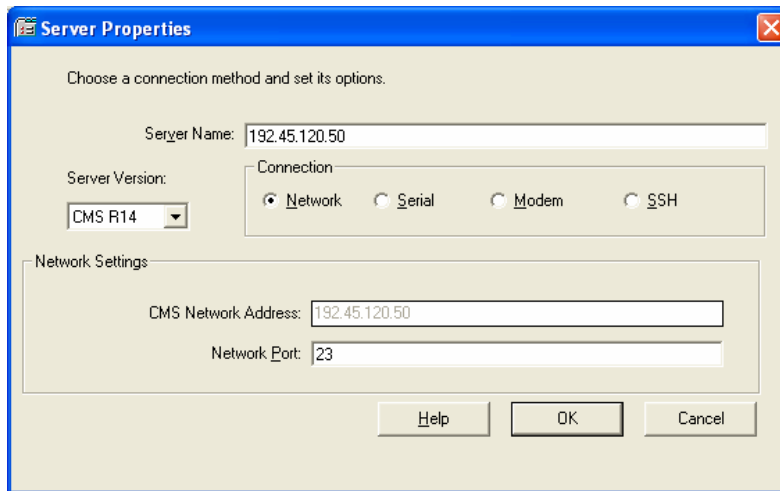 Server Properties
Choose a connection method and set its options.
Server Name: 192.45.120.50
Server Version:
CMS R14
Connection
Network Serial Modem SSH
Network Settings
CMS Network Address: 192.45.120.50
Network Port: 23
Help OK Cancel